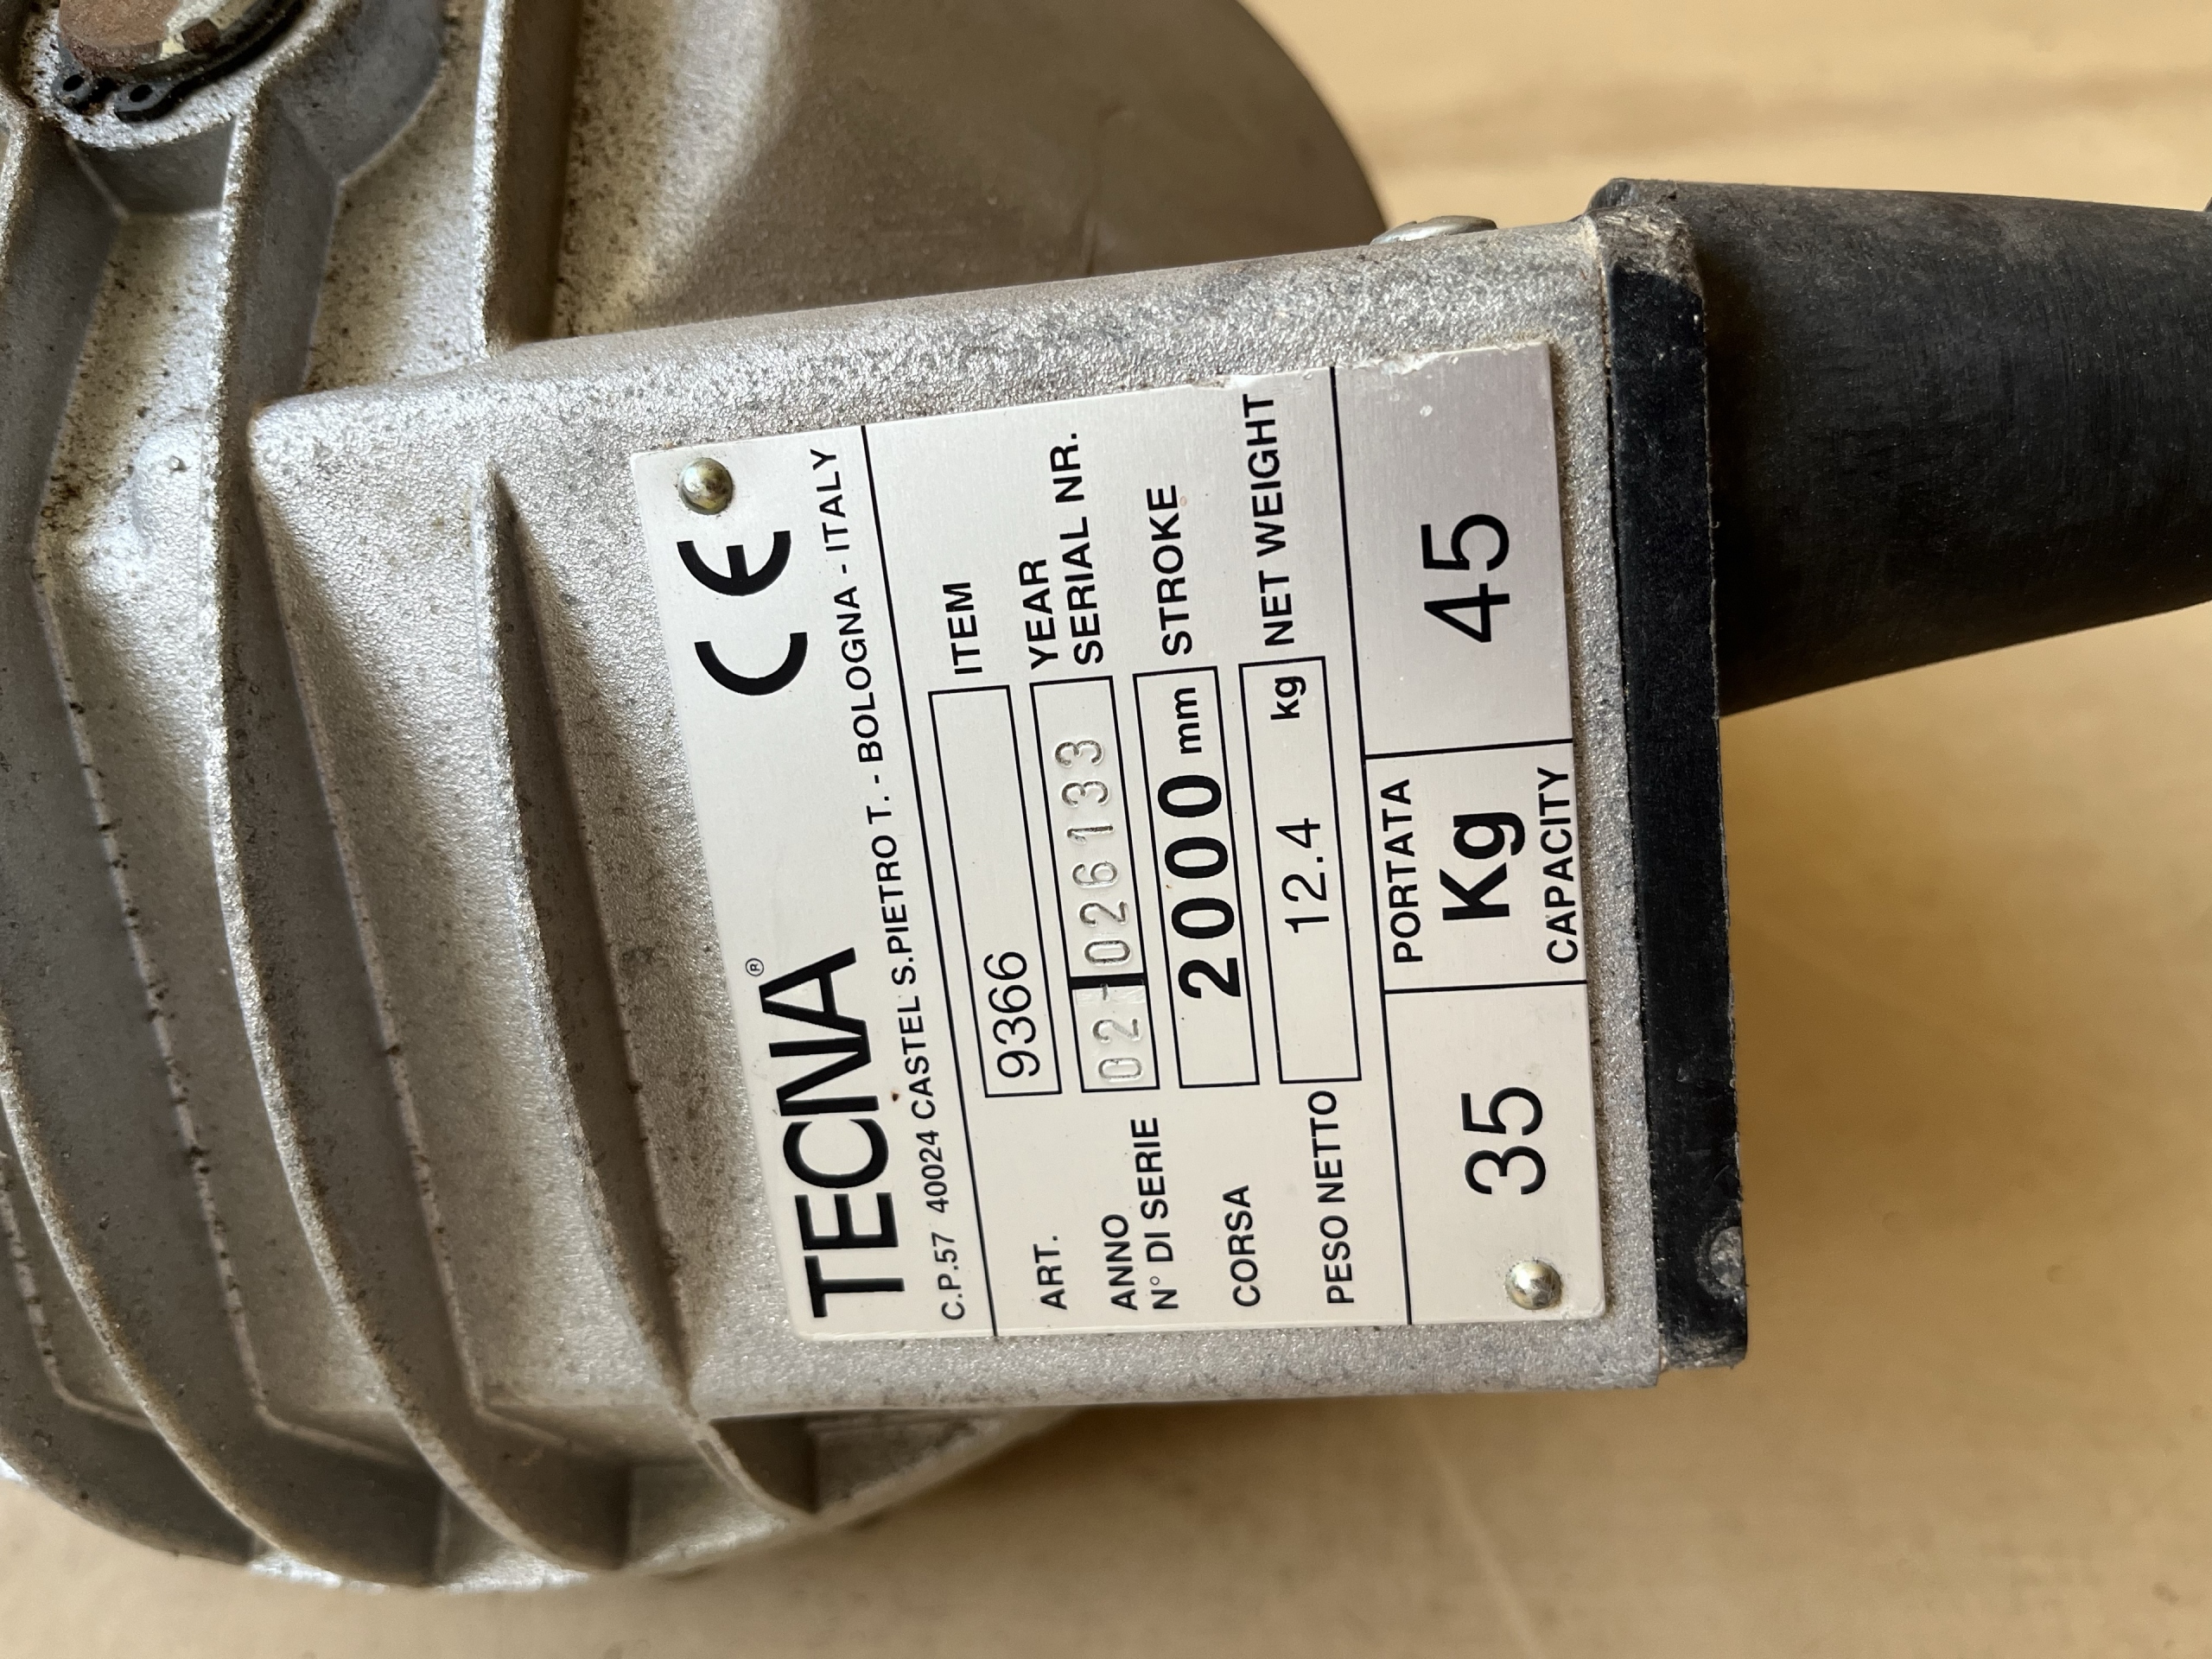 TECNA® CE
C.P.57 40024 CASTEL S.PIETRO T. - BOLOGNA - ITALY
ART. 9366 ITEM
ANNO N° DI SERIE 02-026133 YEAR SERIAL NR.
CORSA 2000 mm STROKE
PESO NETTO 12.4 kg NET WEIGHT
35 PORTATA Kg CAPACITY 45